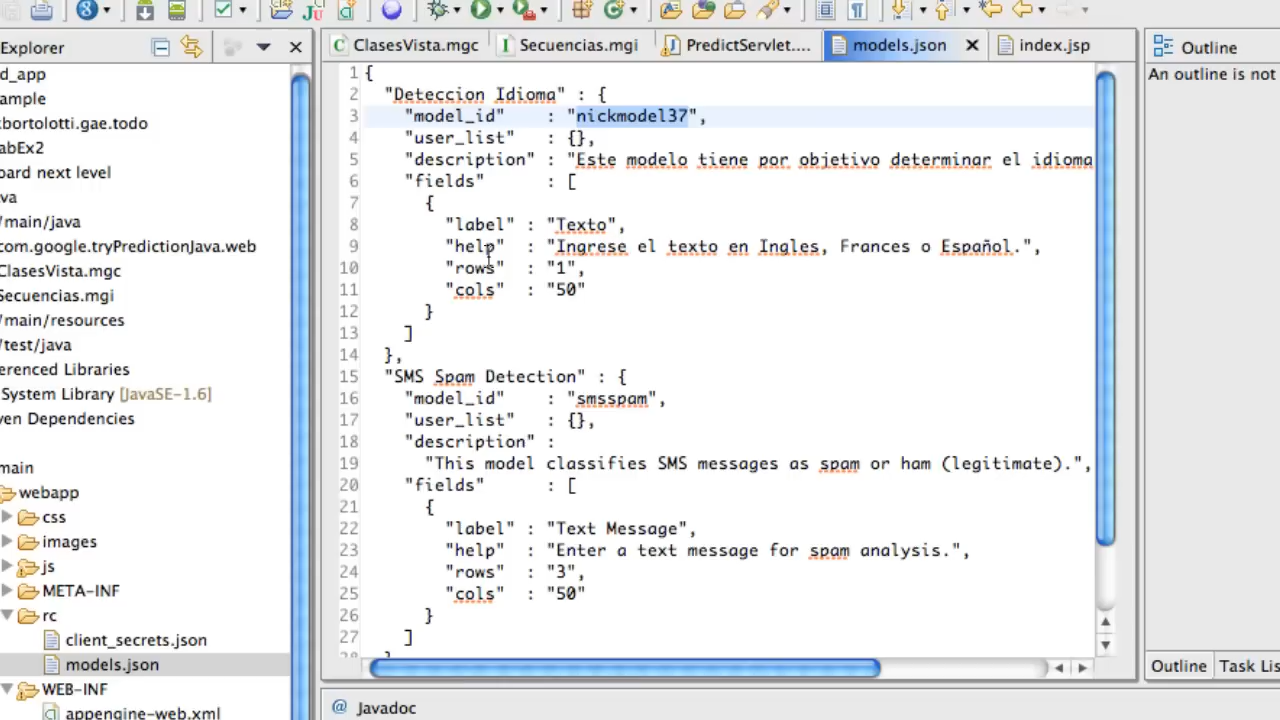 Explorer
d_app
ample
bortolotti.gae.todo
abEx2
oard next level
va
/main/java
com.google.tryPredictionJava.web
ClasesVista.mgc
Secuencias.mgi
/main/resources
/test/java
erenced Libraries
System Library [JavaSE-1.6]
ven Dependencies
main
webapp
css
images
js
META-INF
rc
client_secrets.json
models.json
WEB-INF
appengine-web.xml
ClasesVista.mgc
Secuencias.mgi
PredictServlet....
models.json
index.jsp
1 {
2 "Deteccion Idioma" : {
3 "model_id" : "nickmodel37",
4 "user_list" : {},
5 "description" : "Este modelo tiene por objetivo determinar el idioma
6 "fields" : [
7 {
8 "label" : "Texto",
9 "help" : "Ingrese el texto en Ingles, Frances o Español.",
10 "rows" : "1",
11 "cols" : "50"
12 }
13 ]
14 },
15 "SMS Spam Detection" : {
16 "model_id" : "smsspam",
17 "user_list" : {},
18 "description" :
19 "This model classifies SMS messages as spam or ham (legitimate).",
20 "fields" : [
21 {
22 "label" : "Text Message",
23 "help" : "Enter a text message for spam analysis.",
24 "rows" : "3",
25 "cols" : "50"
26 }
27 ]
@ Javadoc
Outline
An outline is not
Outline
Task Lis